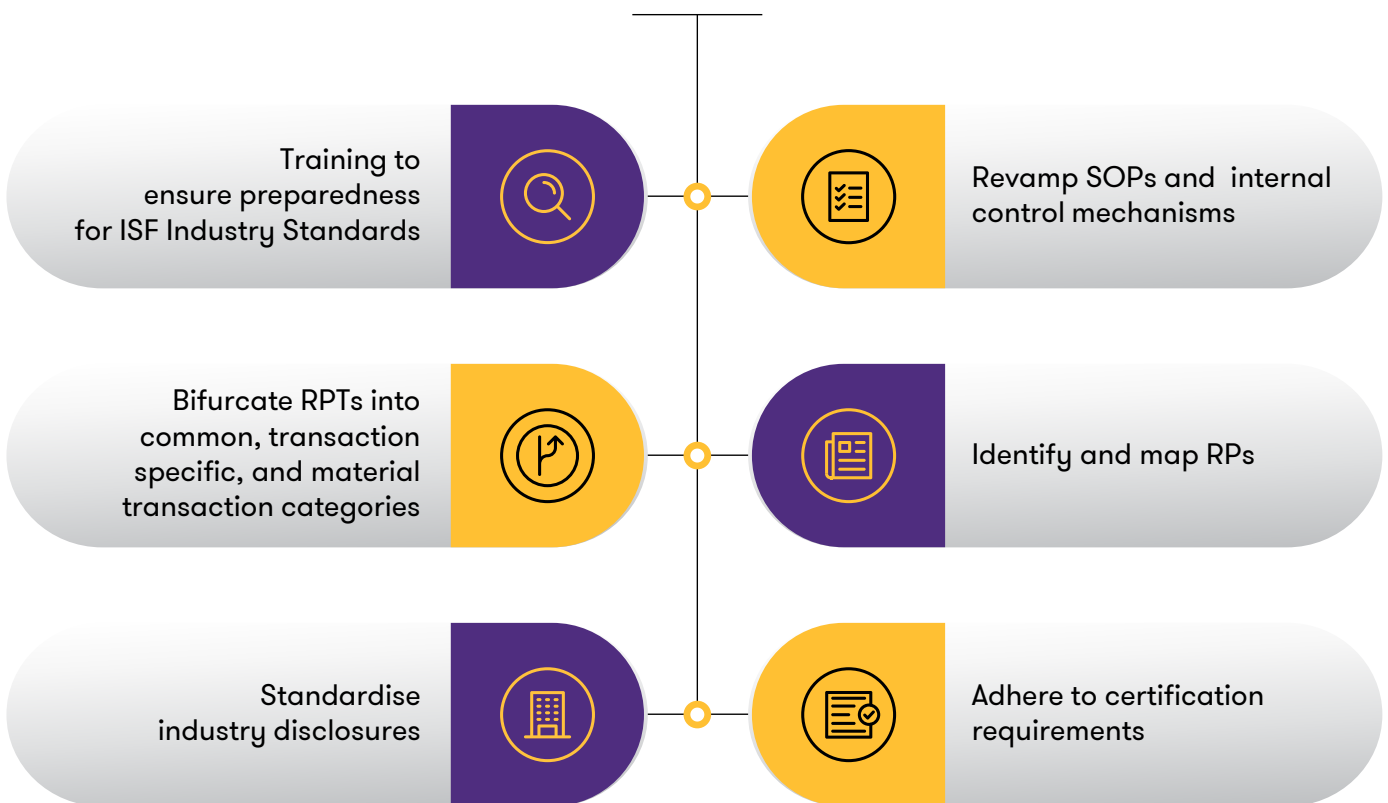 Training to
ensure preparedness
for ISF Industry Standards
Revamp SOPs and  internal
control mechanisms
Bifurcate RPTs into
common, transaction
specific, and material
transaction categories
Identify and map RPs
Standardise
industry disclosures
Adhere to certification
requirements